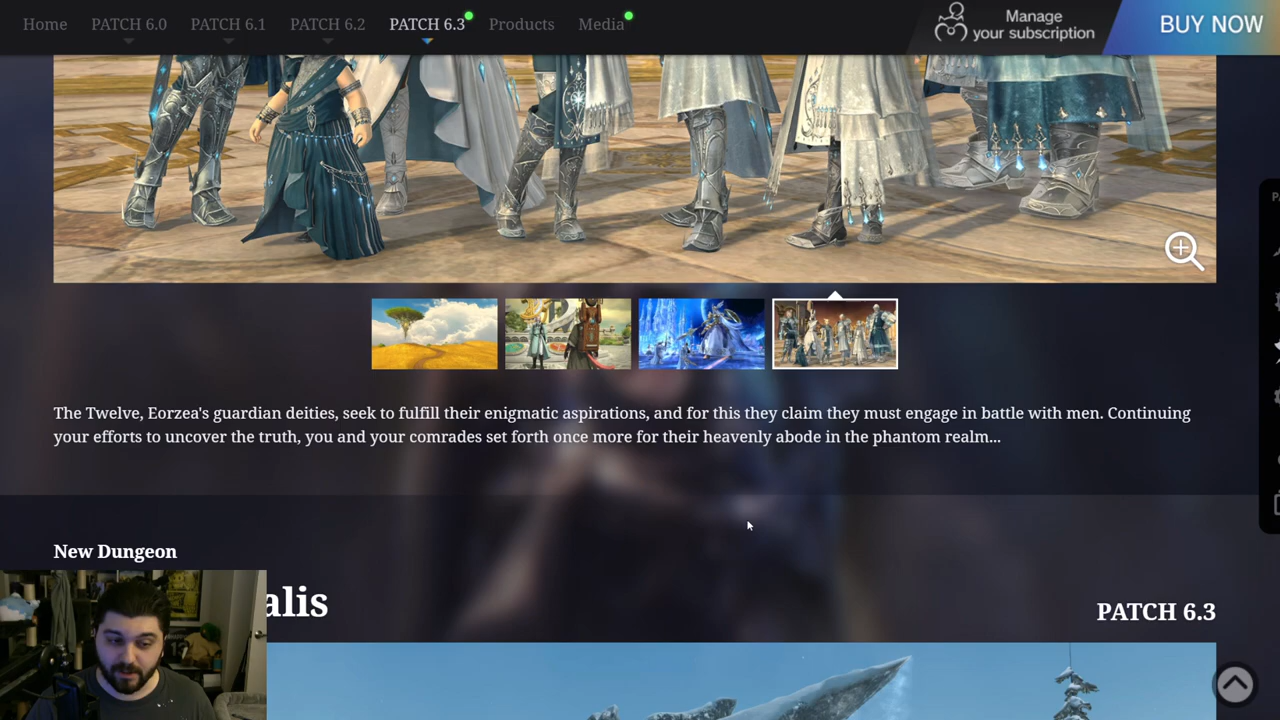 Home PATCH 6.0 PATCH 6.1 PATCH 6.2 PATCH 6.3 Products Media Manage your subscription BUY NOW
The Twelve, Eorzea's guardian deities, seek to fulfill their enigmatic aspirations, and for this they claim they must engage in battle with men. Continuing
your efforts to uncover the truth, you and your comrades set forth once more for their heavenly abode in the phantom realm...
New Dungeon
alis PATCH 6.3